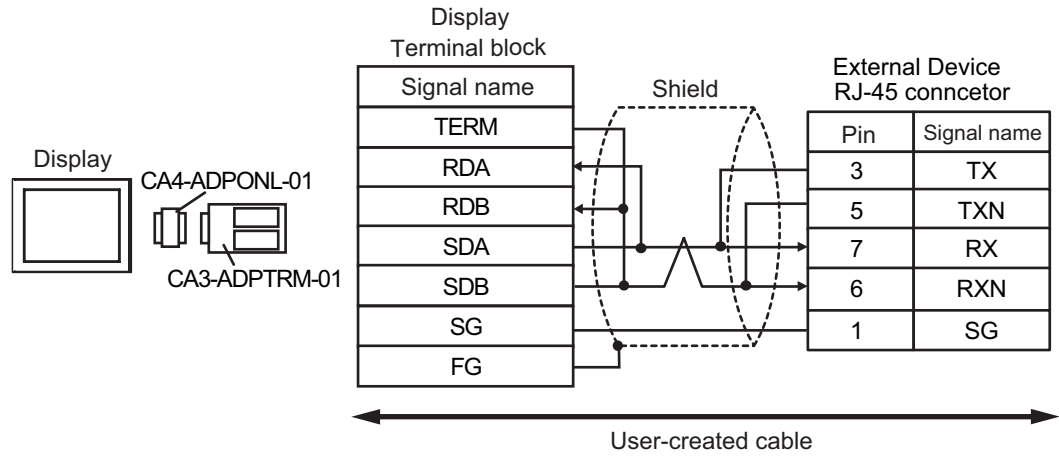 Display
Terminal block
Signal name
TERM
RDA
RDB
SDA
SDB
SG
FG
Shield
External Device
RJ-45 conncetor
Pin Signal name
3 TX
5 TXN
7 RX
6 RXN
1 SG
Display
CA4-ADPONL-01
CA3-ADPTRM-01
User-created cable